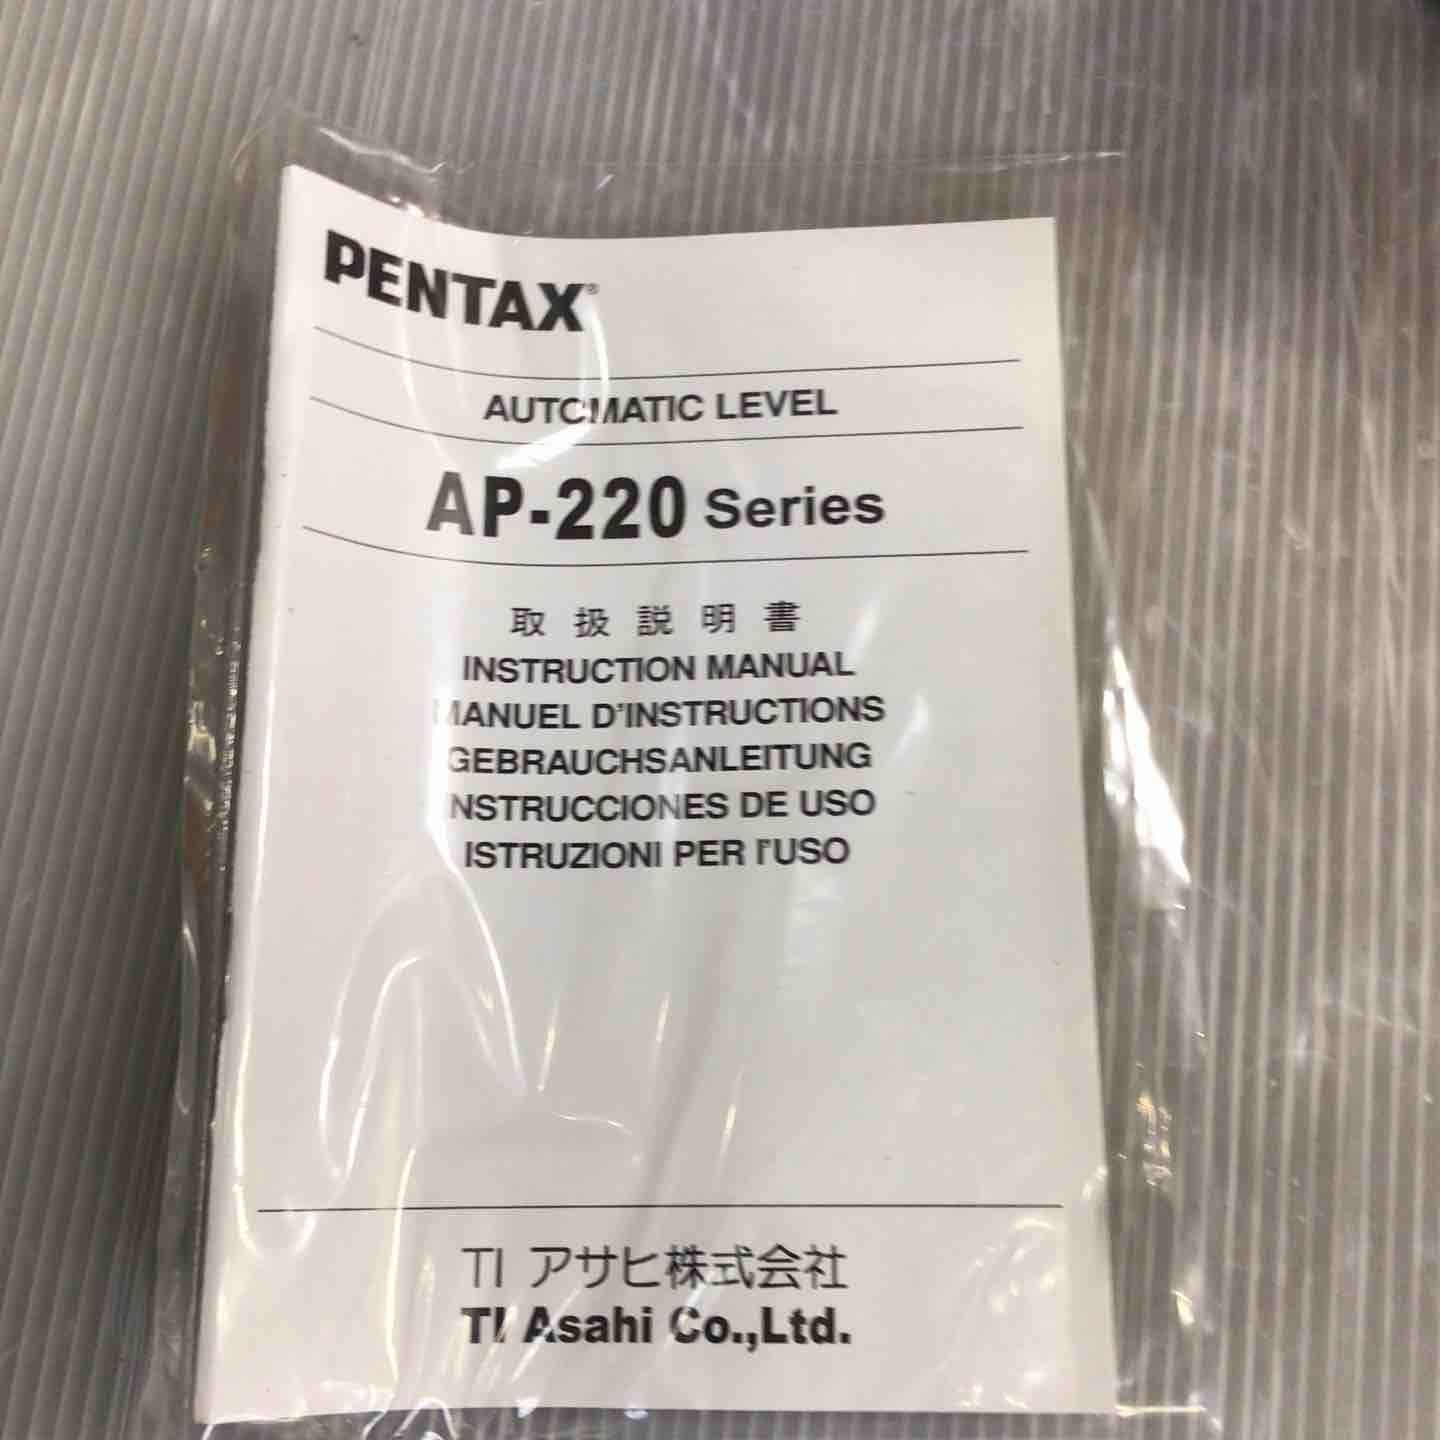 PENTAX®
AUTOMATIC LEVEL
AP-220 Series
取扱説明書
INSTRUCTION MANUAL
MANUEL D'INSTRUCTIONS
GEBRAUCHSANLEITUNG
INSTRUCCIONES DE USO
ISTRUZIONI PER l'USO
TI アサヒ株式会社
TI Asahi Co.,Ltd.